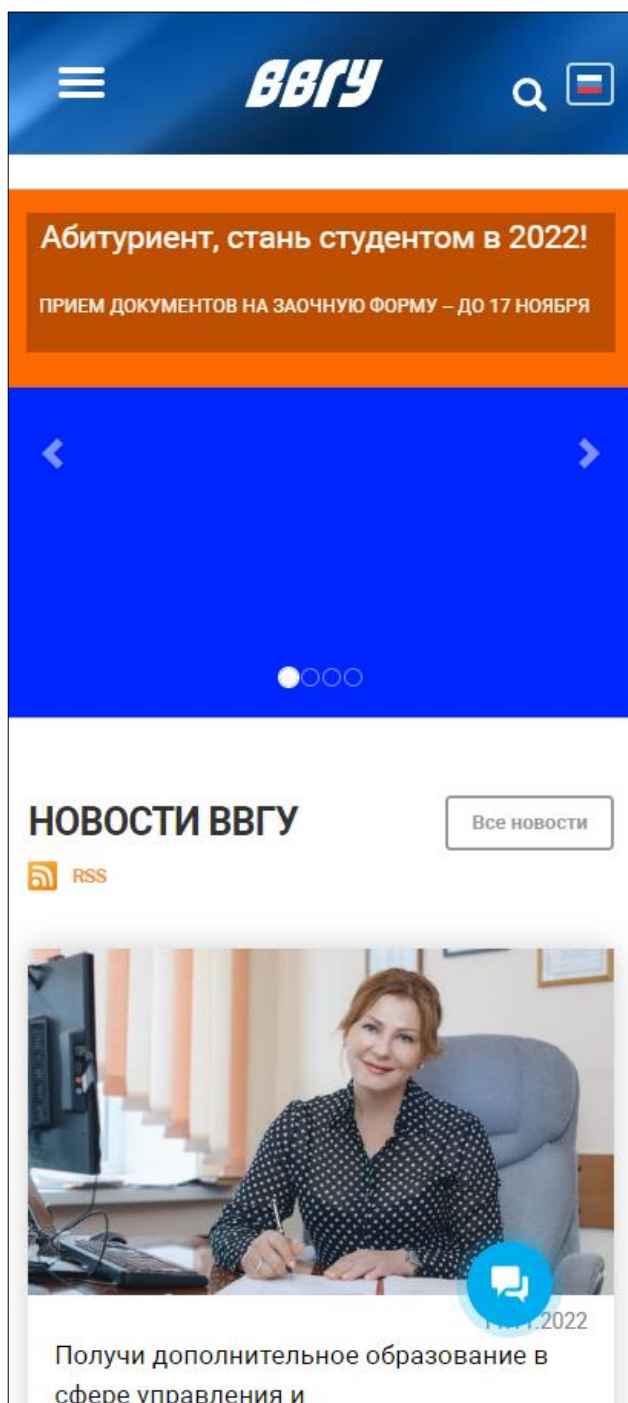 ВВГУ
Абитуриент, стань студентом в 2022!
ПРИЕМ ДОКУМЕНТОВ НА ЗАОЧНУЮ ФОРМУ – ДО 17 НОЯБРЯ
НОВОСТИ ВВГУ
Все новости
RSS
2022
Получи дополнительное образование в
сфере управления и